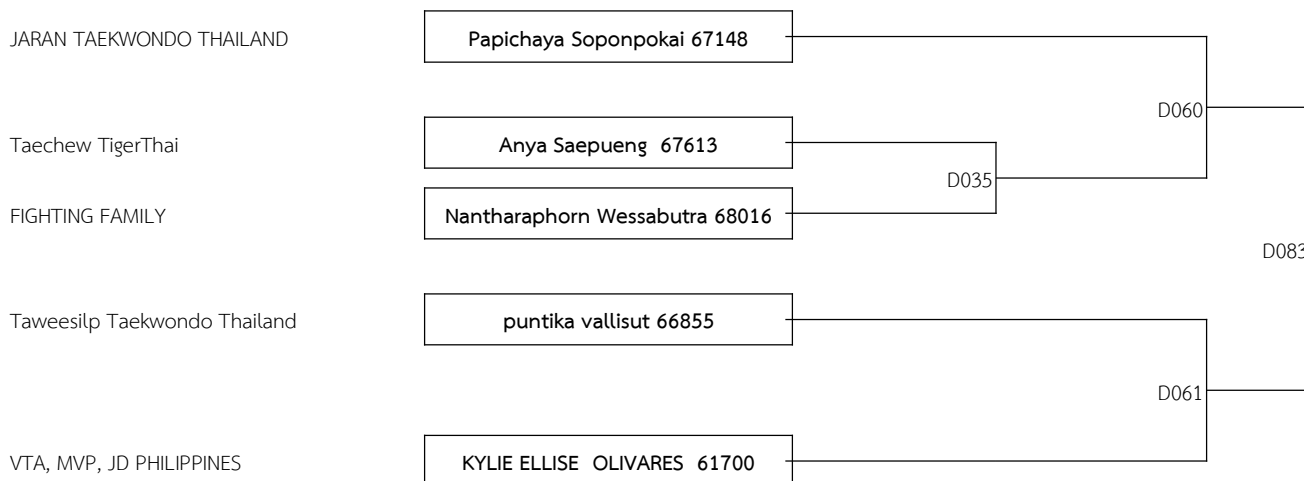 JARAN TAEKWONDO THAILAND Papichaya Soponpokai 67148
D060
Taechew TigerThai Anya Saepueng 67613
D035
FIGHTING FAMILY Nantharaphorn Wessabutra 68016
D083
Taweesilp Taekwondo Thailand puntika vallisut 66855
D061
VTA, MVP, JD PHILIPPINES KYLIE ELLISE OLIVARES 61700